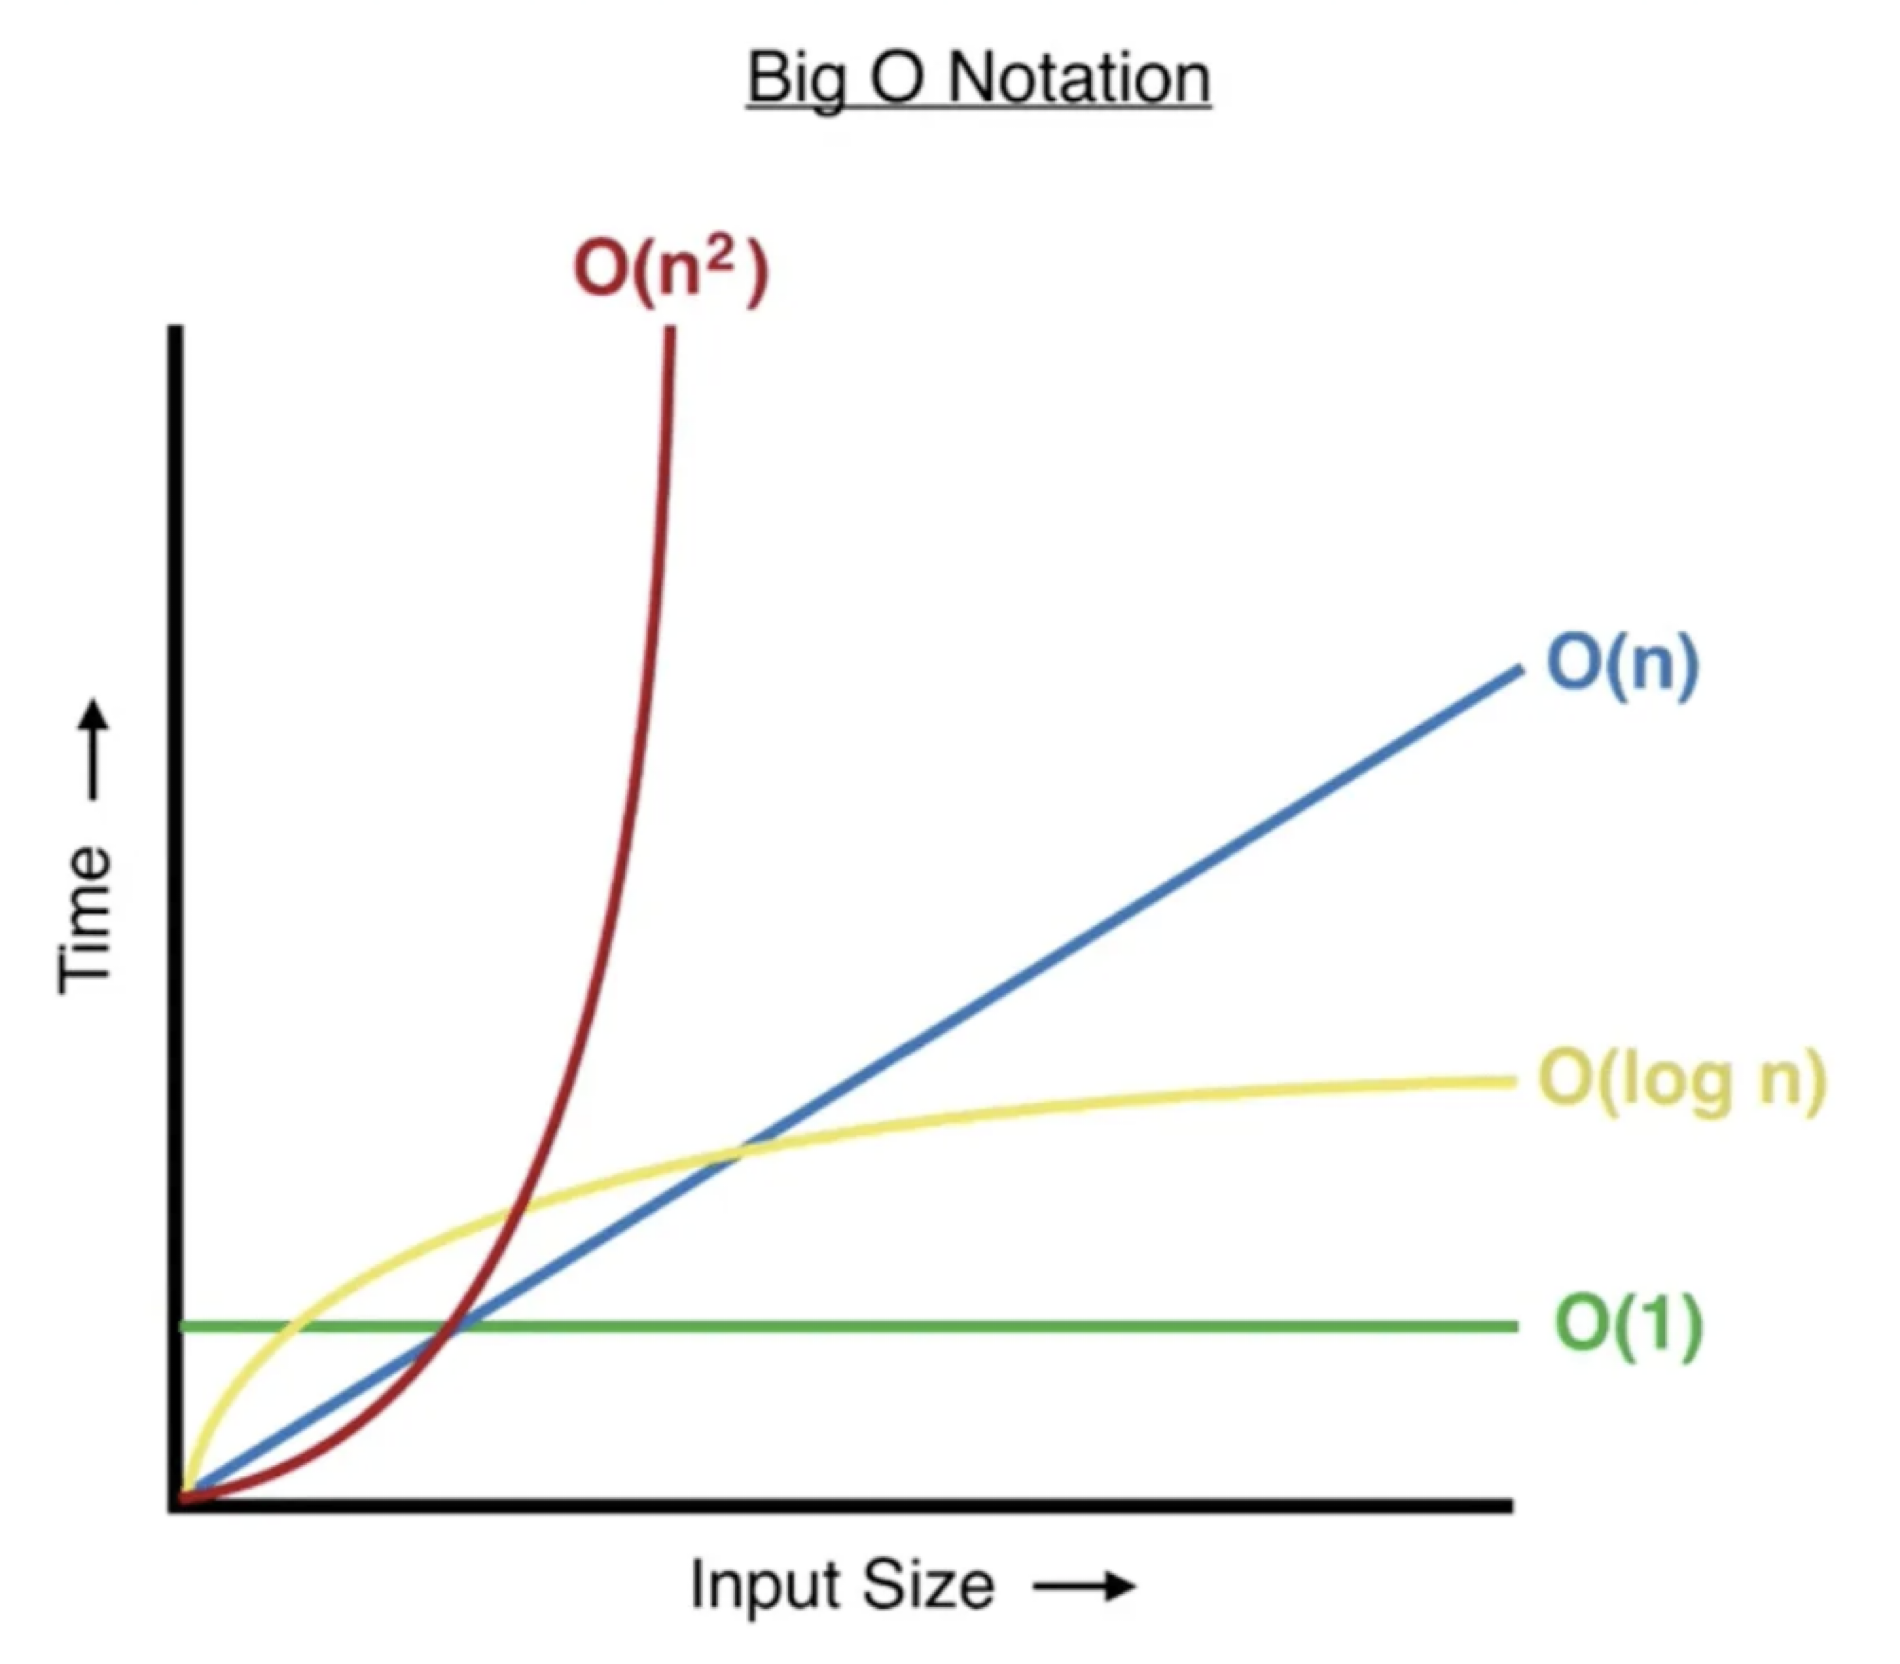 Big O Notation
O(n²)
O(n)
Time
O(log n)
O(1)
Input Size